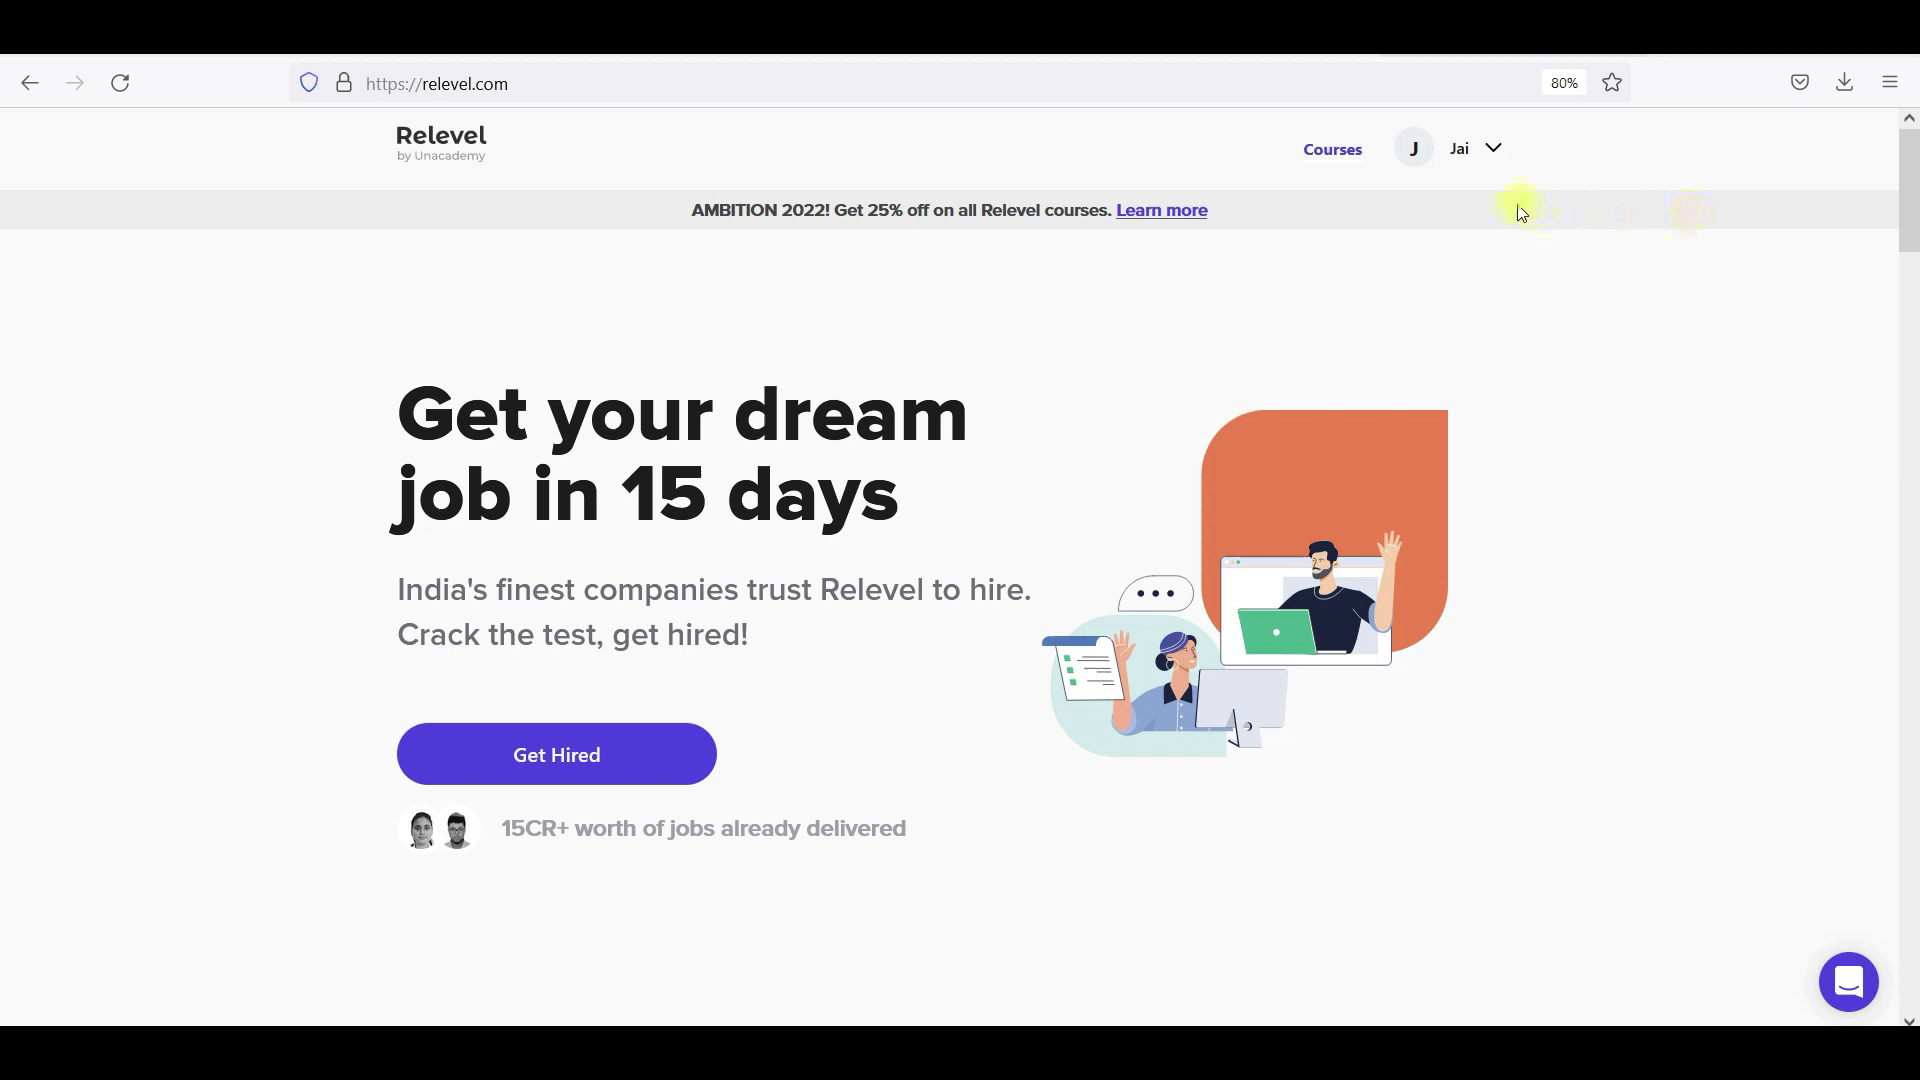 https://relevel.com
80%
Relevel
by Unacademy
Courses
J
Jai
AMBITION 2022! Get 25% off on all Relevel courses. Learn more
Get your dream
job in 15 days
India's finest companies trust Relevel to hire.
Crack the test, get hired!
Get Hired
15CR+ worth of jobs already delivered